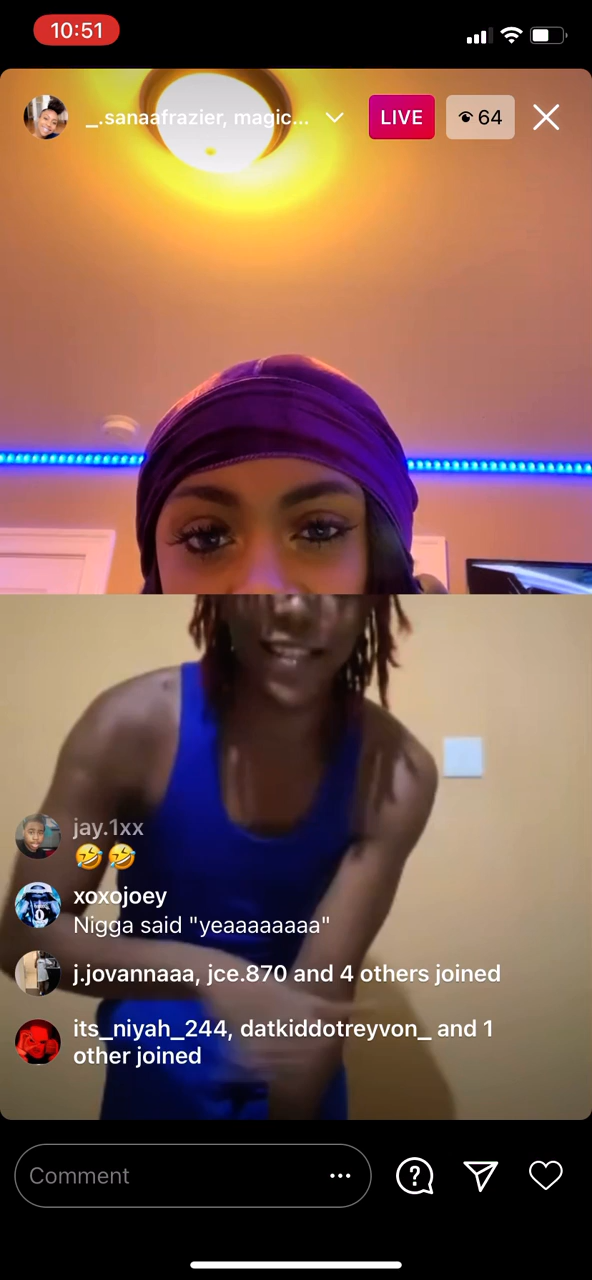 10:51
_.sanaafrazier, magic...
LIVE
64
jay.1xx
🤣🤣
xoxojoey
Nigga said "yeaaaaaaaa"
j.jovannaaa, jce.870 and 4 others joined
its_niyah_244, datkiddotreyvon_ and 1
other joined
Comment